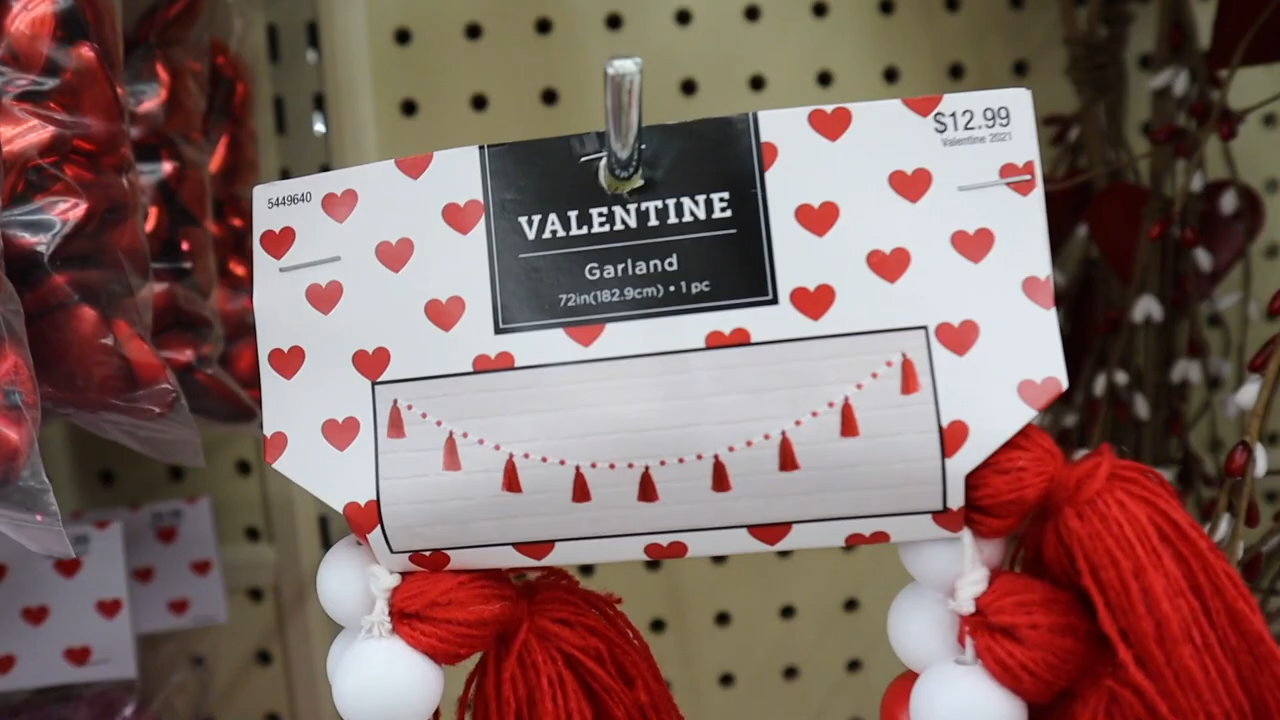 5449640
VALENTINE
Garland
72in(182.9cm) • 1 pc
$12.99
Valentine 2021